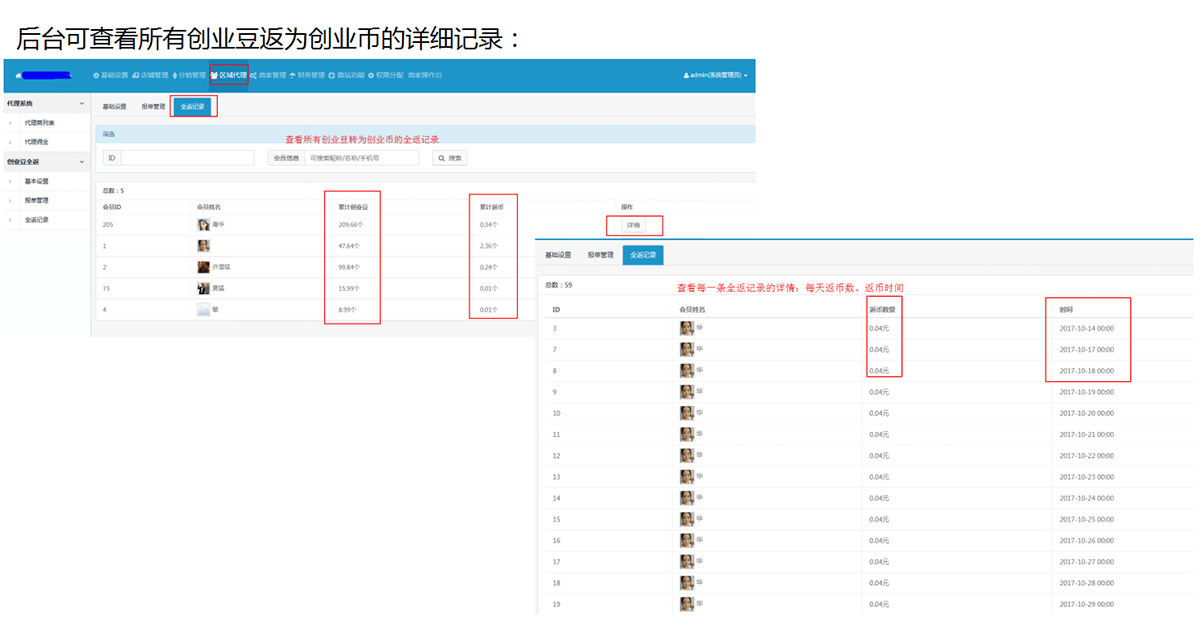 后台可查看所有创业豆返为创业币的详细记录：
基础设置 店铺管理 分销管理 区域代理 商家管理 财务管理 微站功能 权限分配 商家操作台 admin(系统管理员)
代理系统
代理商列表
代理佣金
创业豆全返
基本设置
报单管理
全返记录
基础设置 报单管理 全返记录
筛选
查看所有创业豆转为创业币的全返记录
ID 会员信息 可搜索昵称/名称/手机号 搜索
总数：5
会员ID 会员姓名 累计创业豆 累计返币 操作
205 209.66个 0.34个 详情
1 47.64个 2.36个
2 99.84个 0.24个
73 15.99个 0.01个
4 8.99个 0.01个
基础设置 报单管理 全返记录
总数：59
查看每一条全返记录的详情：每天返币数、返币时间
ID 会员姓名 返币数量 时间
3 华 0.04元 2017-10-14 00:00
7 华 0.04元 2017-10-17 00:00
8 华 0.04元 2017-10-18 00:00
9 华 0.04元 2017-10-19 00:00
10 华 0.04元 2017-10-20 00:00
11 华 0.04元 2017-10-21 00:00
12 华 0.04元 2017-10-22 00:00
13 华 0.04元 2017-10-23 00:00
14 华 0.04元 2017-10-24 00:00
15 华 0.04元 2017-10-25 00:00
16 华 0.04元 2017-10-26 00:00
17 华 0.04元 2017-10-27 00:00
18 华 0.04元 2017-10-28 00:00
19 华 0.04元 2017-10-29 00:00